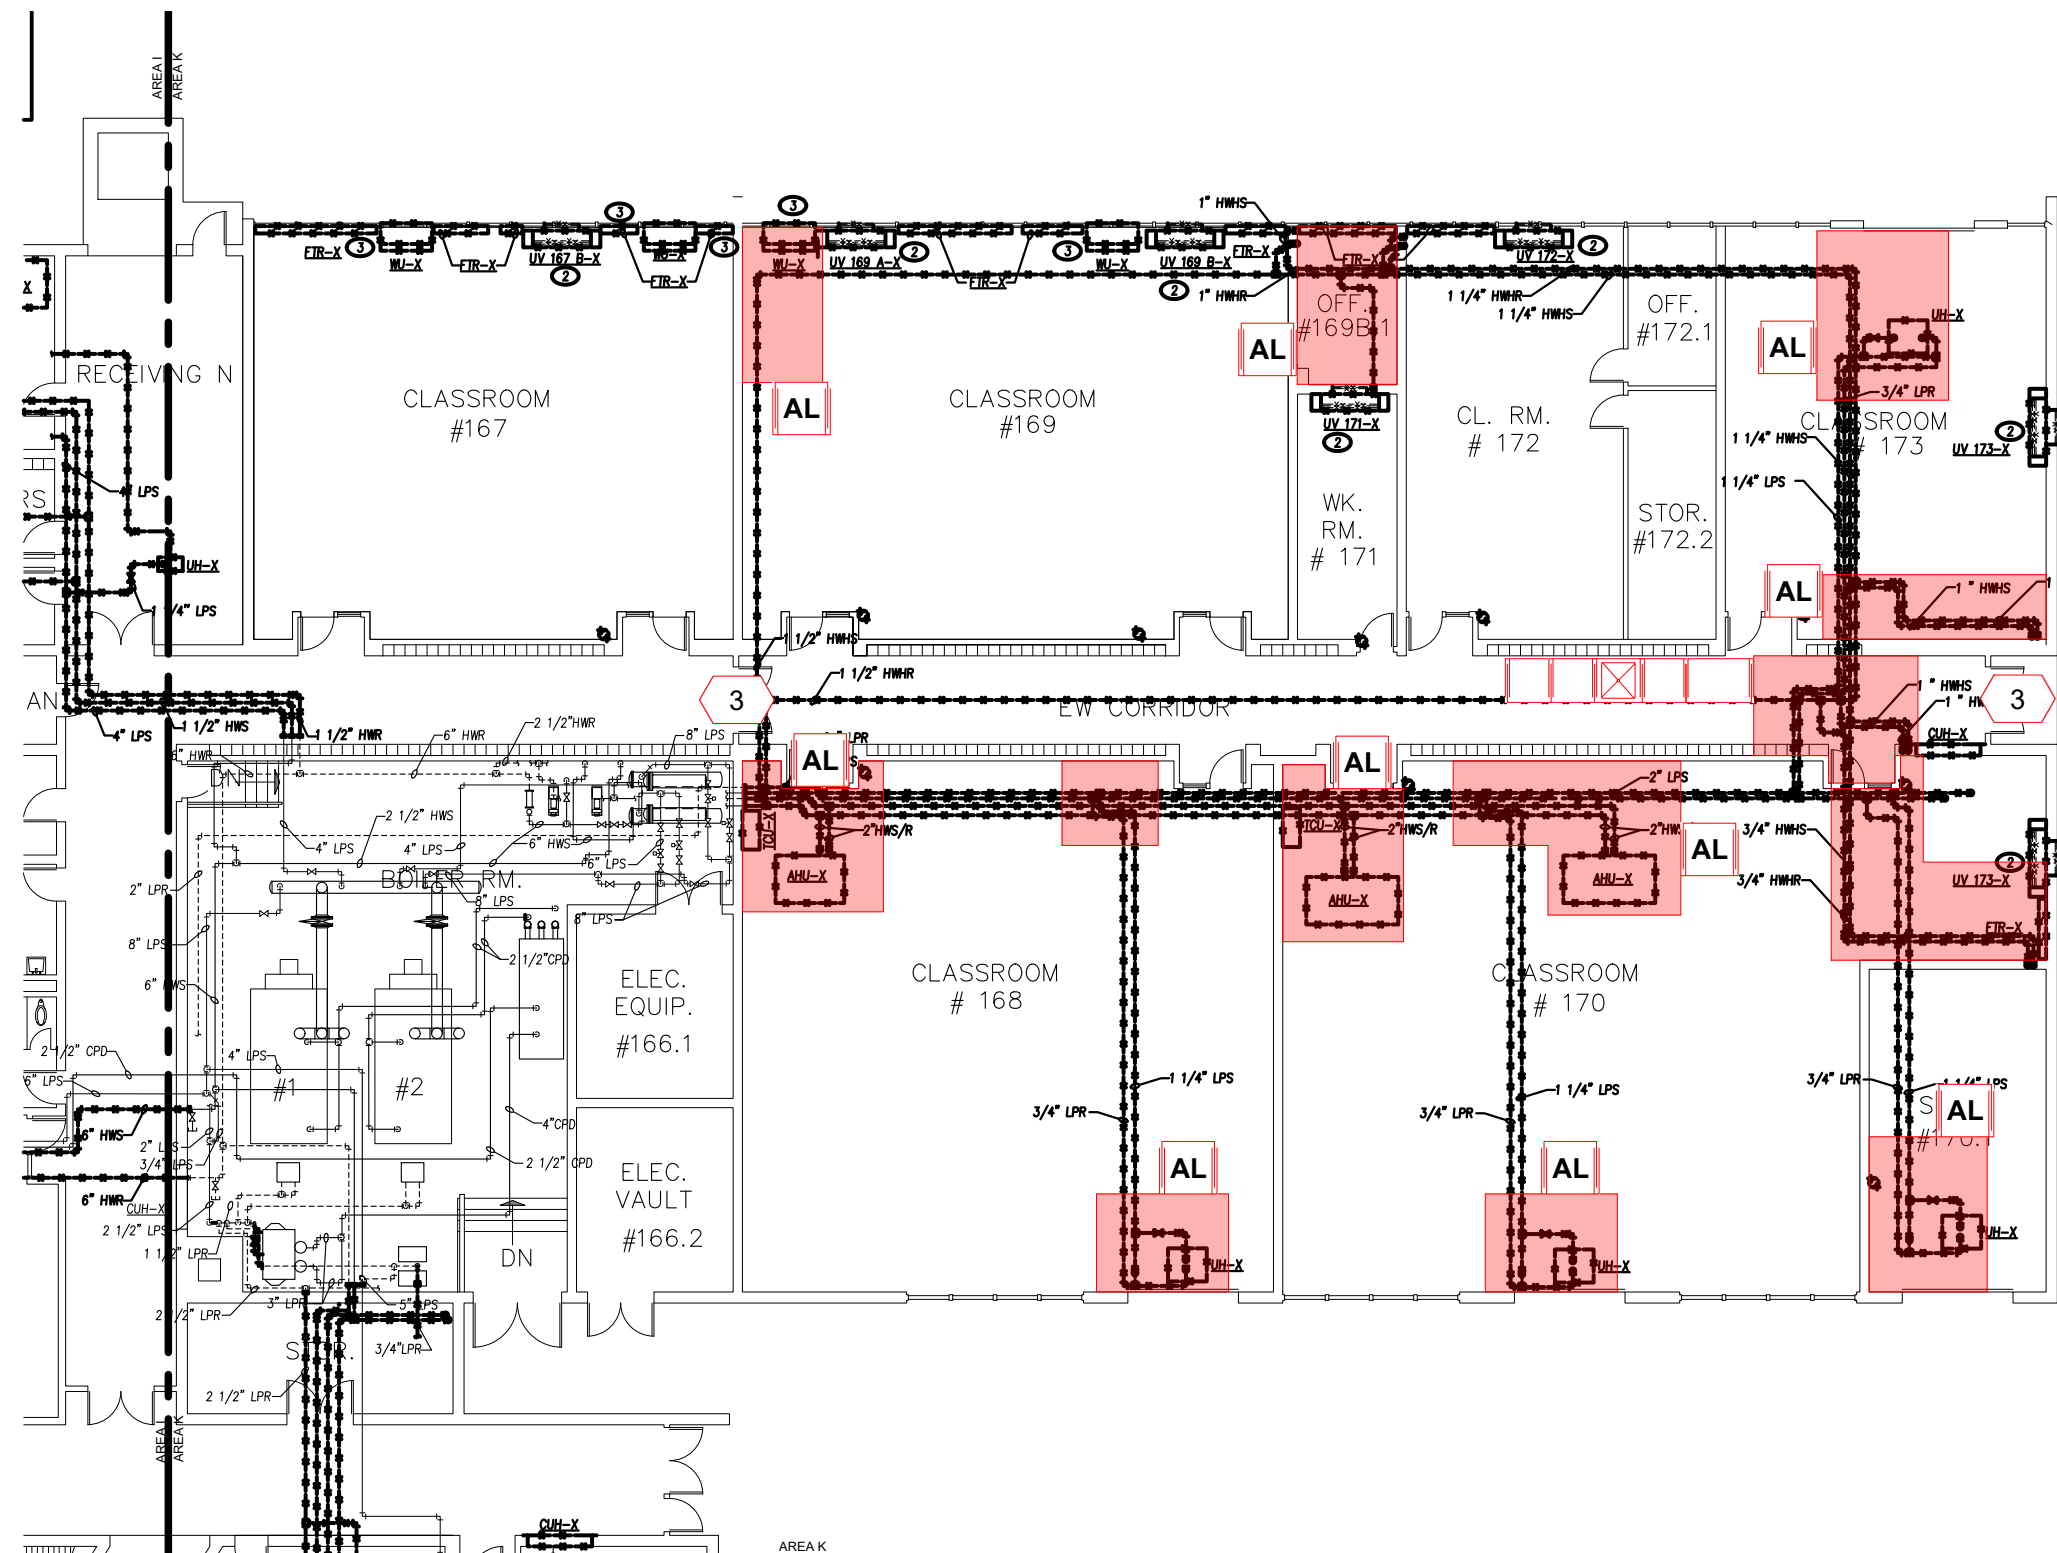 AREA I
AREA K
1" HWHS
3
3
3
3
3
FTR-X
WU-X
FTR-X
UV 167 B-X
2
WU-X
FTR-X
WU-X
UV 169 A-X
2
FTR-X
WU-X
UV 169 B-X
2
FTR-X
1" HWHR
FTR-X
UV 172-X
2
1 1/4" HWHR
1 1/4" HWHS
OFF.
#169B.1
OFF.
#172.1
UH-X
X
RECEIVING N
AL
AL
AL
CLASSROOM
#167
CLASSROOM
#169
UV 171-X
2
CL. RM.
# 172
3/4" LPR
CLASSROOM
# 173
1 1/4" HWHS
1 1/4" LPS
2
UV 173-X
4" LPS
RS
WK.
RM.
# 171
STOR.
#172.2
UH-X
1 1/4" LPS
AL
1 " HWHS
1
1 1/2" HWHS
1 1/2" HWHR
3
EW CORRIDOR
1 " HWHS
3
CUH-X
AN.
4" LPS
1 1/2" HWS
1 1/2" HWR
6" HWR
DN
6" HWR
2 1/2"HWR
8" LPS
AL
LPR
AL
2" LPS
TCU-X
2"HWS/R
AHU-X
TCU-X
2"HWS/R
AHU-X
AHU-X
AL
3/4" HWHS
3/4" HWHR
2
UV 173-X
FTR-X
2 1/2" HWS
4" LPS
4" LPS
6" HWS
6" LPS
2" LPR
BOILER RM.
8" LPS
8" LPS
8" LPS
6" HWS
2 1/2"CPD
ELEC.
EQUIP.
#166.1
CLASSROOM
# 168
CLASSROOM
# 170
2 1/2" CPD
6" LPS
4" LPS
#1
#2
6" HWS
2" LPS
3/4" LPS
6" HWR
CUH-X
2 1/2" LPS
1 1/2" LPR
4"CPD
2 1/2" CPD
ELEC.
VAULT
#166.2
DN
3/4" LPR
1 1/4" LPS
3/4" LPR
1 1/4" LPS
3/4" LPR
1 1/4" LPS
AL
AL
AL
UH-X
UH-X
UH-X
2 1/2" LPR
3" LPR
5" LPS
3/4"LPR
2 1/2" LPR
AREA I
AREA K
CUH-X
AREA K